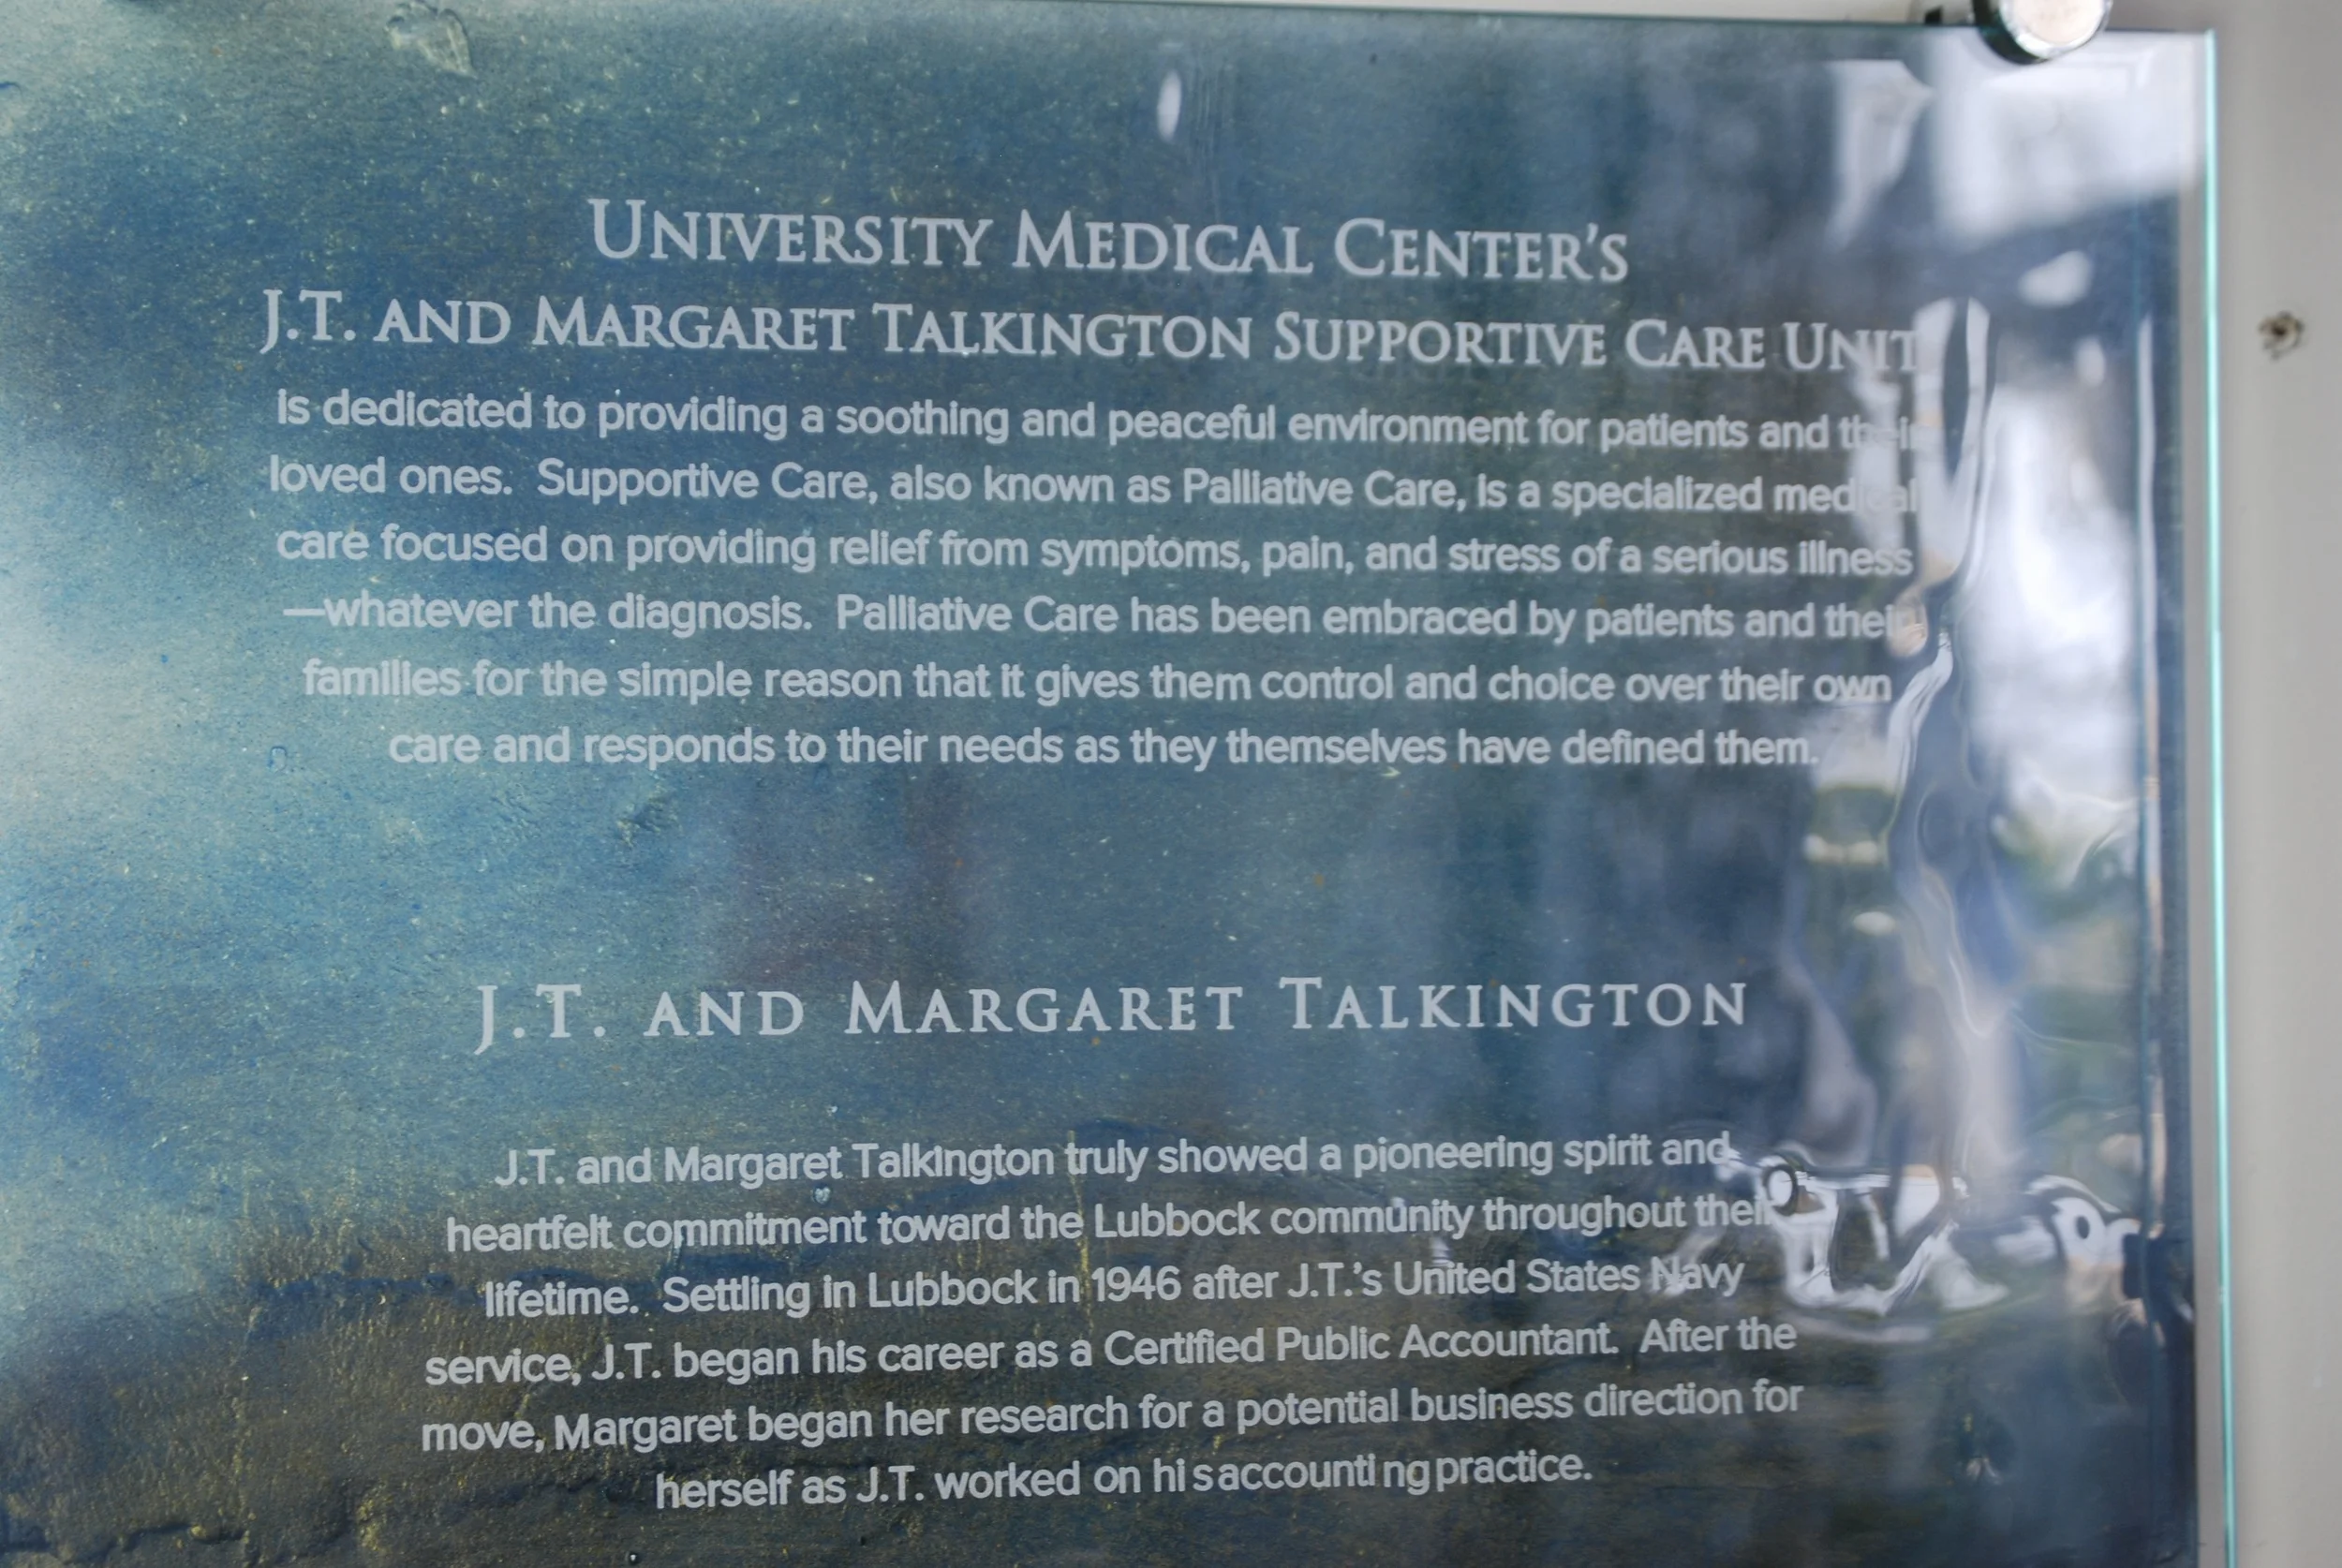 UNIVERSITY MEDICAL CENTER'S
J.T. AND MARGARET TALKINGTON SUPPORTIVE CARE UNIT
is dedicated to providing a soothing and peaceful environment for patients and their
loved ones. Supportive Care, also known as Palliative Care, is a specialized medical
care focused on providing relief from symptoms, pain, and stress of a serious illness
—whatever the diagnosis. Palliative Care has been embraced by patients and their
families for the simple reason that it gives them control and choice over their own
care and responds to their needs as they themselves have defined them.
J.T. AND MARGARET TALKINGTON
J.T. and Margaret Talkington truly showed a pioneering spirit and
heartfelt commitment toward the Lubbock community throughout their
lifetime. Settling in Lubbock in 1946 after J.T.'s United States Navy
service, J.T. began his career as a Certified Public Accountant. After the
move, Margaret began her research for a potential business direction for
herself as J.T. worked on his accounting practice.